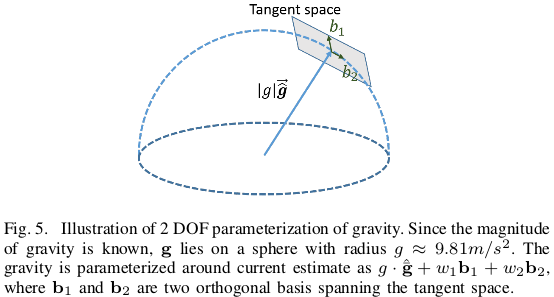 Tangent space
b₁
b₂
|g|ĝ⃗
Fig. 5. Illustration of 2 DOF parameterization of gravity. Since the magnitude
of gravity is known, g lies on a sphere with radius g ≈ 9.81m/s². The
gravity is parameterized around current estimate as g · ĝ̄ + w₁b₁ + w₂b₂,
where b₁ and b₂ are two orthogonal basis spanning the tangent space.